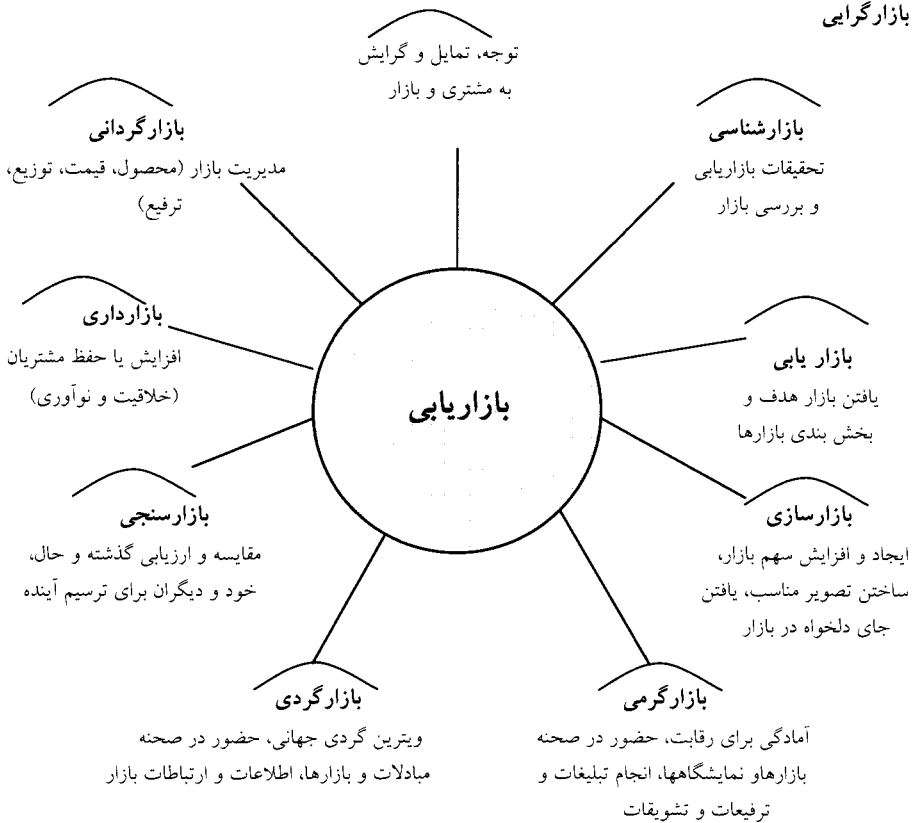 بازارگرایی
توجه، تمایل و گرایش
به مشتری و بازار
بازارشناسی
تحقیقات بازاریابی
و بررسی بازار
بازار یابی
یافتن بازار هدف و
بخش بندی بازارها
بازارسازی
ایجاد و افزایش سهم بازار،
ساختن تصویر مناسب، یافتن
جای دلخواه در بازار
بازارگرمی
آمادگی برای رقابت، حضور در صحنه
بازارهاو نمایشگاهها، انجام تبلیغات و
ترفیعات و تشویقات
بازارگردی
ویترین گردی جهانی، حضور در صحنه
مبادلات و بازارها، اطلاعات و ارتباطات بازار
بازارسنجی
مقایسه و ارزیابی گذشته و حال،
خود و دیگران برای ترسیم آینده
بازارداری
افزایش یا حفظ مشتریان
(خلاقیت و نوآوری)
بازارگردانی
مدیریت بازار (محصول، قیمت، توزیع،
ترفیع)
بازاریابی